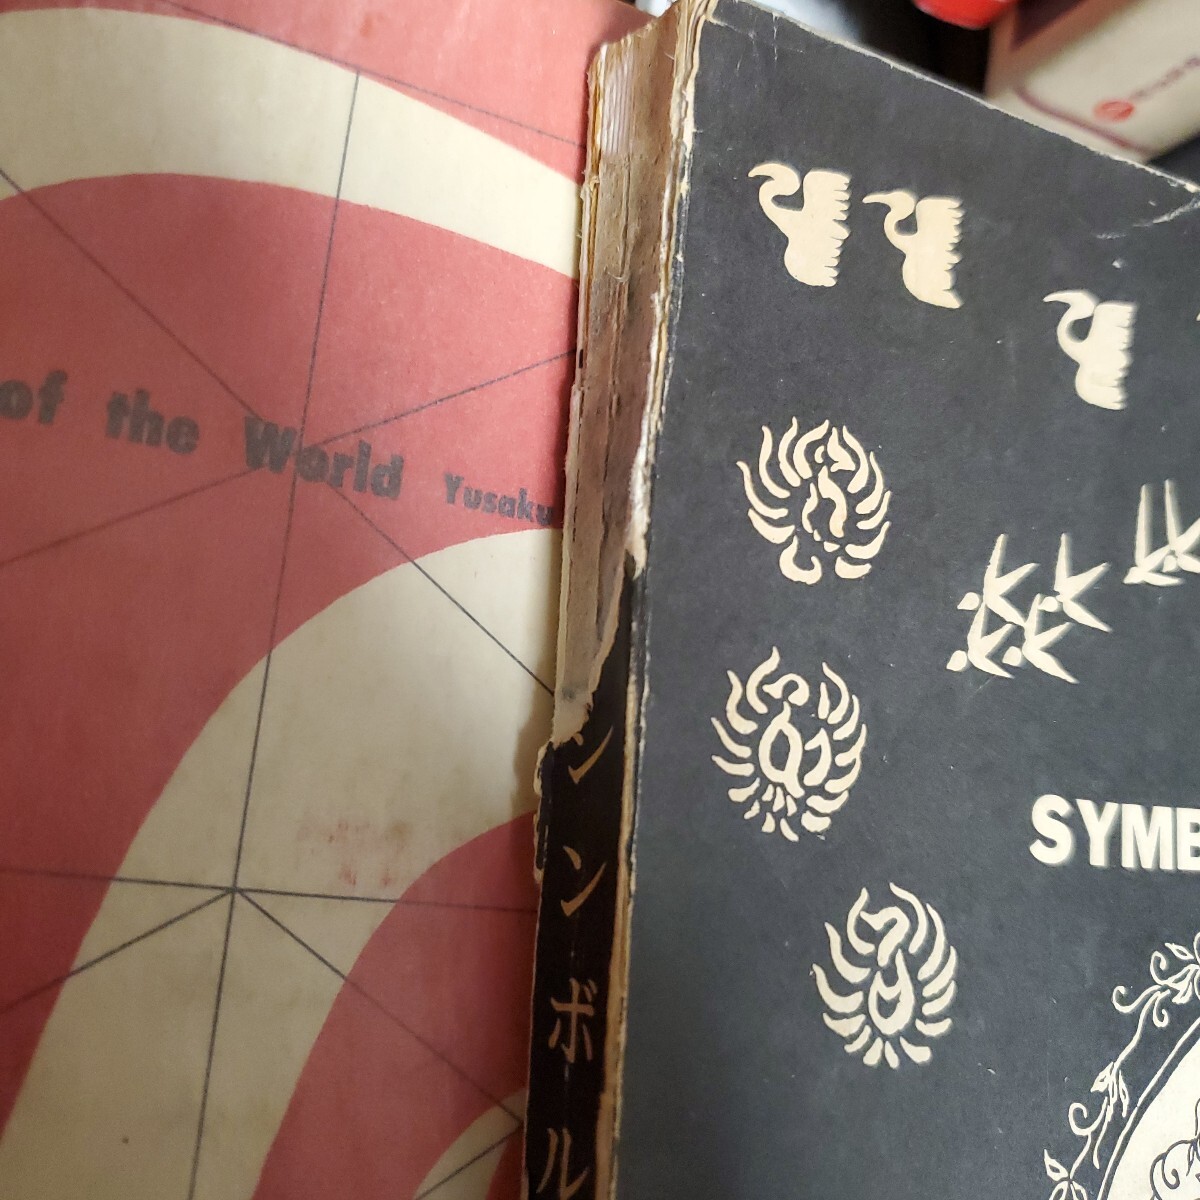 of the World Yusaku
シンボル
SYMB